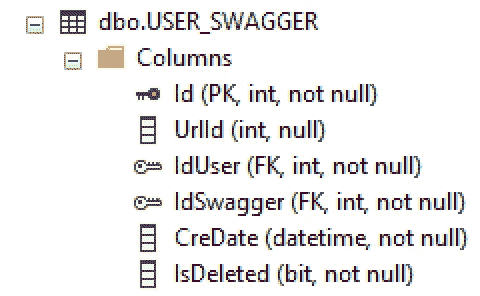 dbo.USER_SWAGGER
Columns
Id (PK, int, not null)
UrlId (int, null)
IdUser (FK, int, not null)
IdSwagger (FK, int, not null)
CreDate (datetime, not null)
IsDeleted (bit, not null)